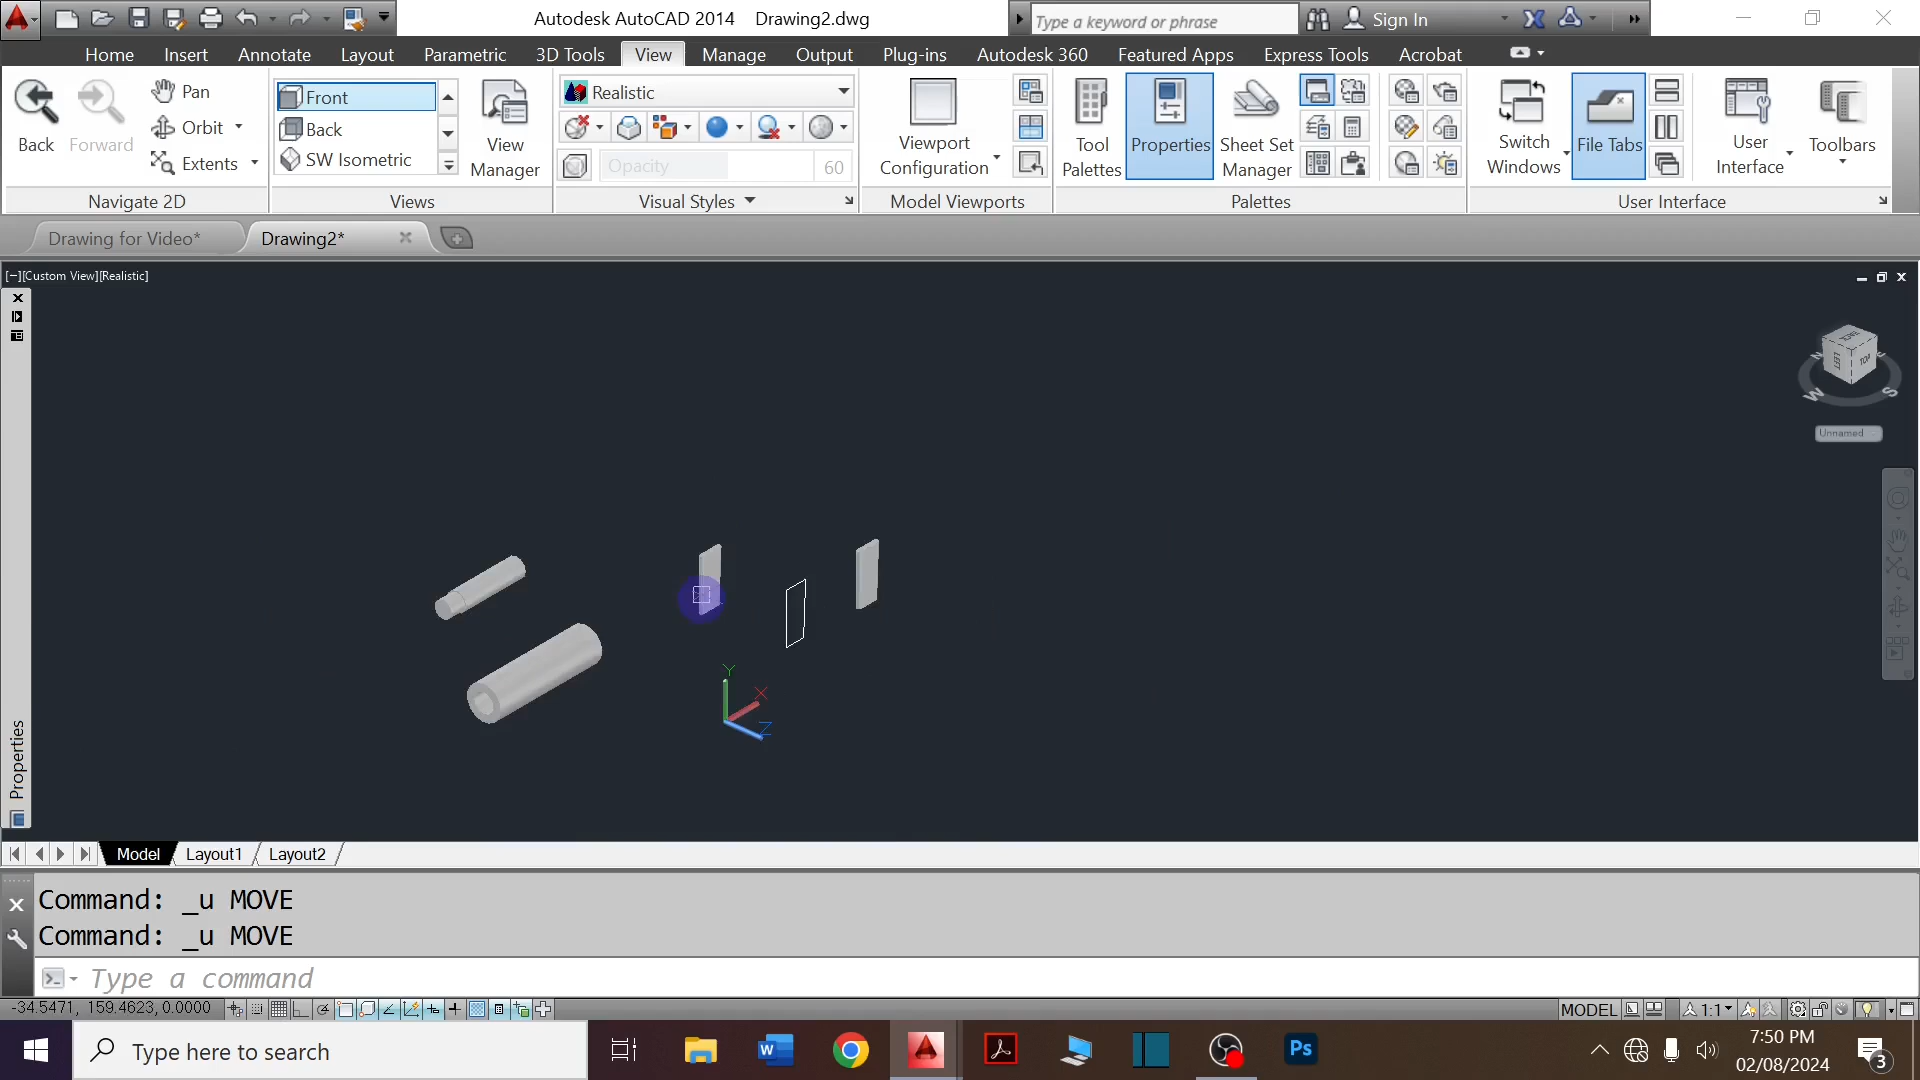 Autodesk AutoCAD 2014 Drawing2.dwg
Type a keyword or phrase
Sign In
Home Insert Annotate Layout Parametric 3D Tools View Manage Output Plug-ins Autodesk 360 Featured Apps Express Tools Acrobat
Back
Forward
Pan
Orbit
Extents
Navigate 2D
Front
Back
SW Isometric
View
Manager
Views
Realistic
Opacity 60
Visual Styles
Viewport
Configuration
Model Viewports
Tool
Palettes
Properties
Sheet Set
Manager
Palettes
Switch
Windows
File Tabs
User
Interface
Toolbars
User Interface
Drawing for Video*
Drawing2*
[−][Custom View][Realistic]
TOP
W
S
Unnamed
Y
X
Z
Properties
Model
Layout1
Layout2
Command: _u MOVE
Command: _u MOVE
Type a command
-34.5471, 159.4623, 0.0000
MODEL
1:1
Type here to search
7:50 PM
02/08/2024
3